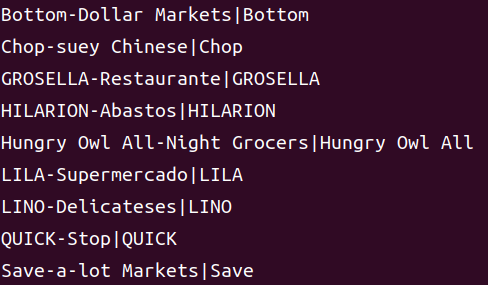 Bottom-Dollar Markets|Bottom
Chop-suey Chinese|Chop
GROSELLA-Restaurante|GROSELLA
HILARION-Abastos|HILARION
Hungry Owl All-Night Grocers|Hungry Owl All
LILA-Supermercado|LILA
LINO-Delicateses|LINO
QUICK-Stop|QUICK
Save-a-lot Markets|Save